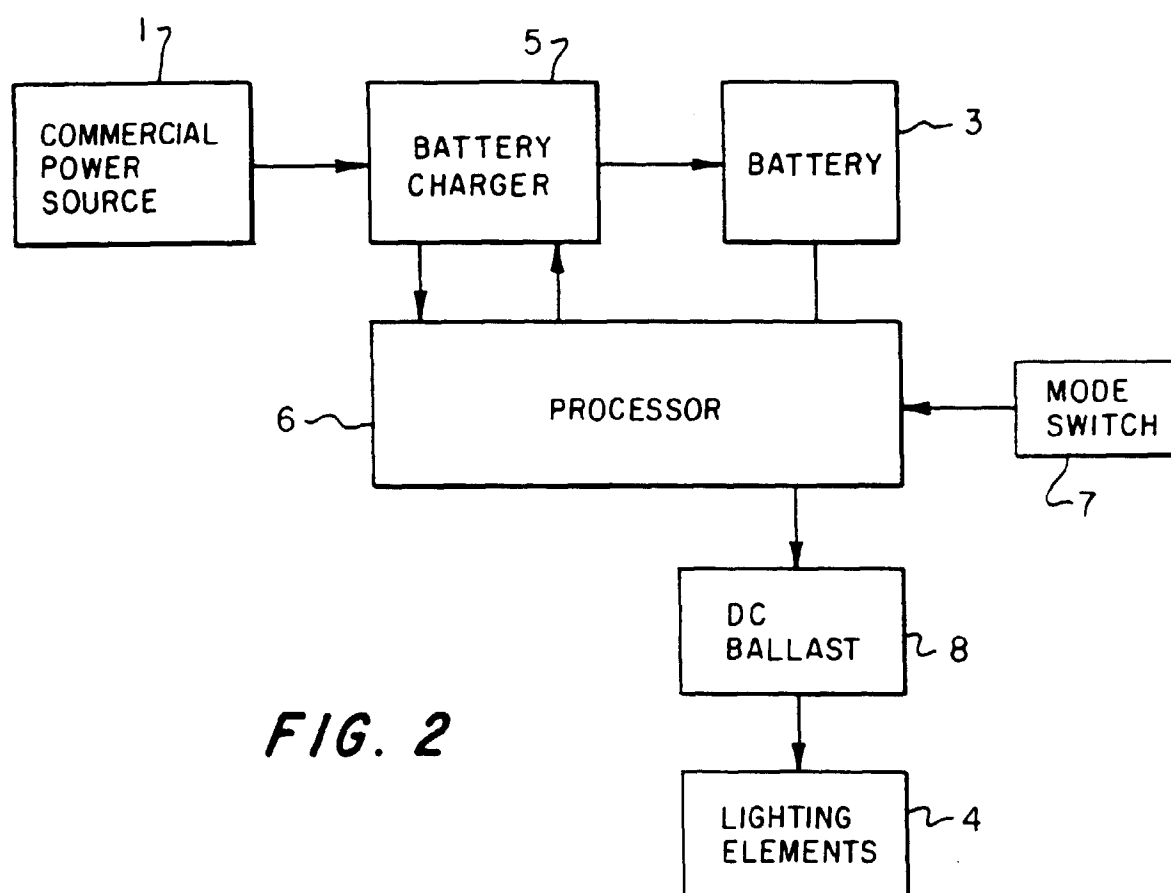 1
5
COMMERCIAL
POWER
SOURCE
BATTERY
CHARGER
BATTERY
3
PROCESSOR
6
MODE
SWITCH
7
DC
BALLAST
8
FIG. 2
LIGHTING
ELEMENTS
4